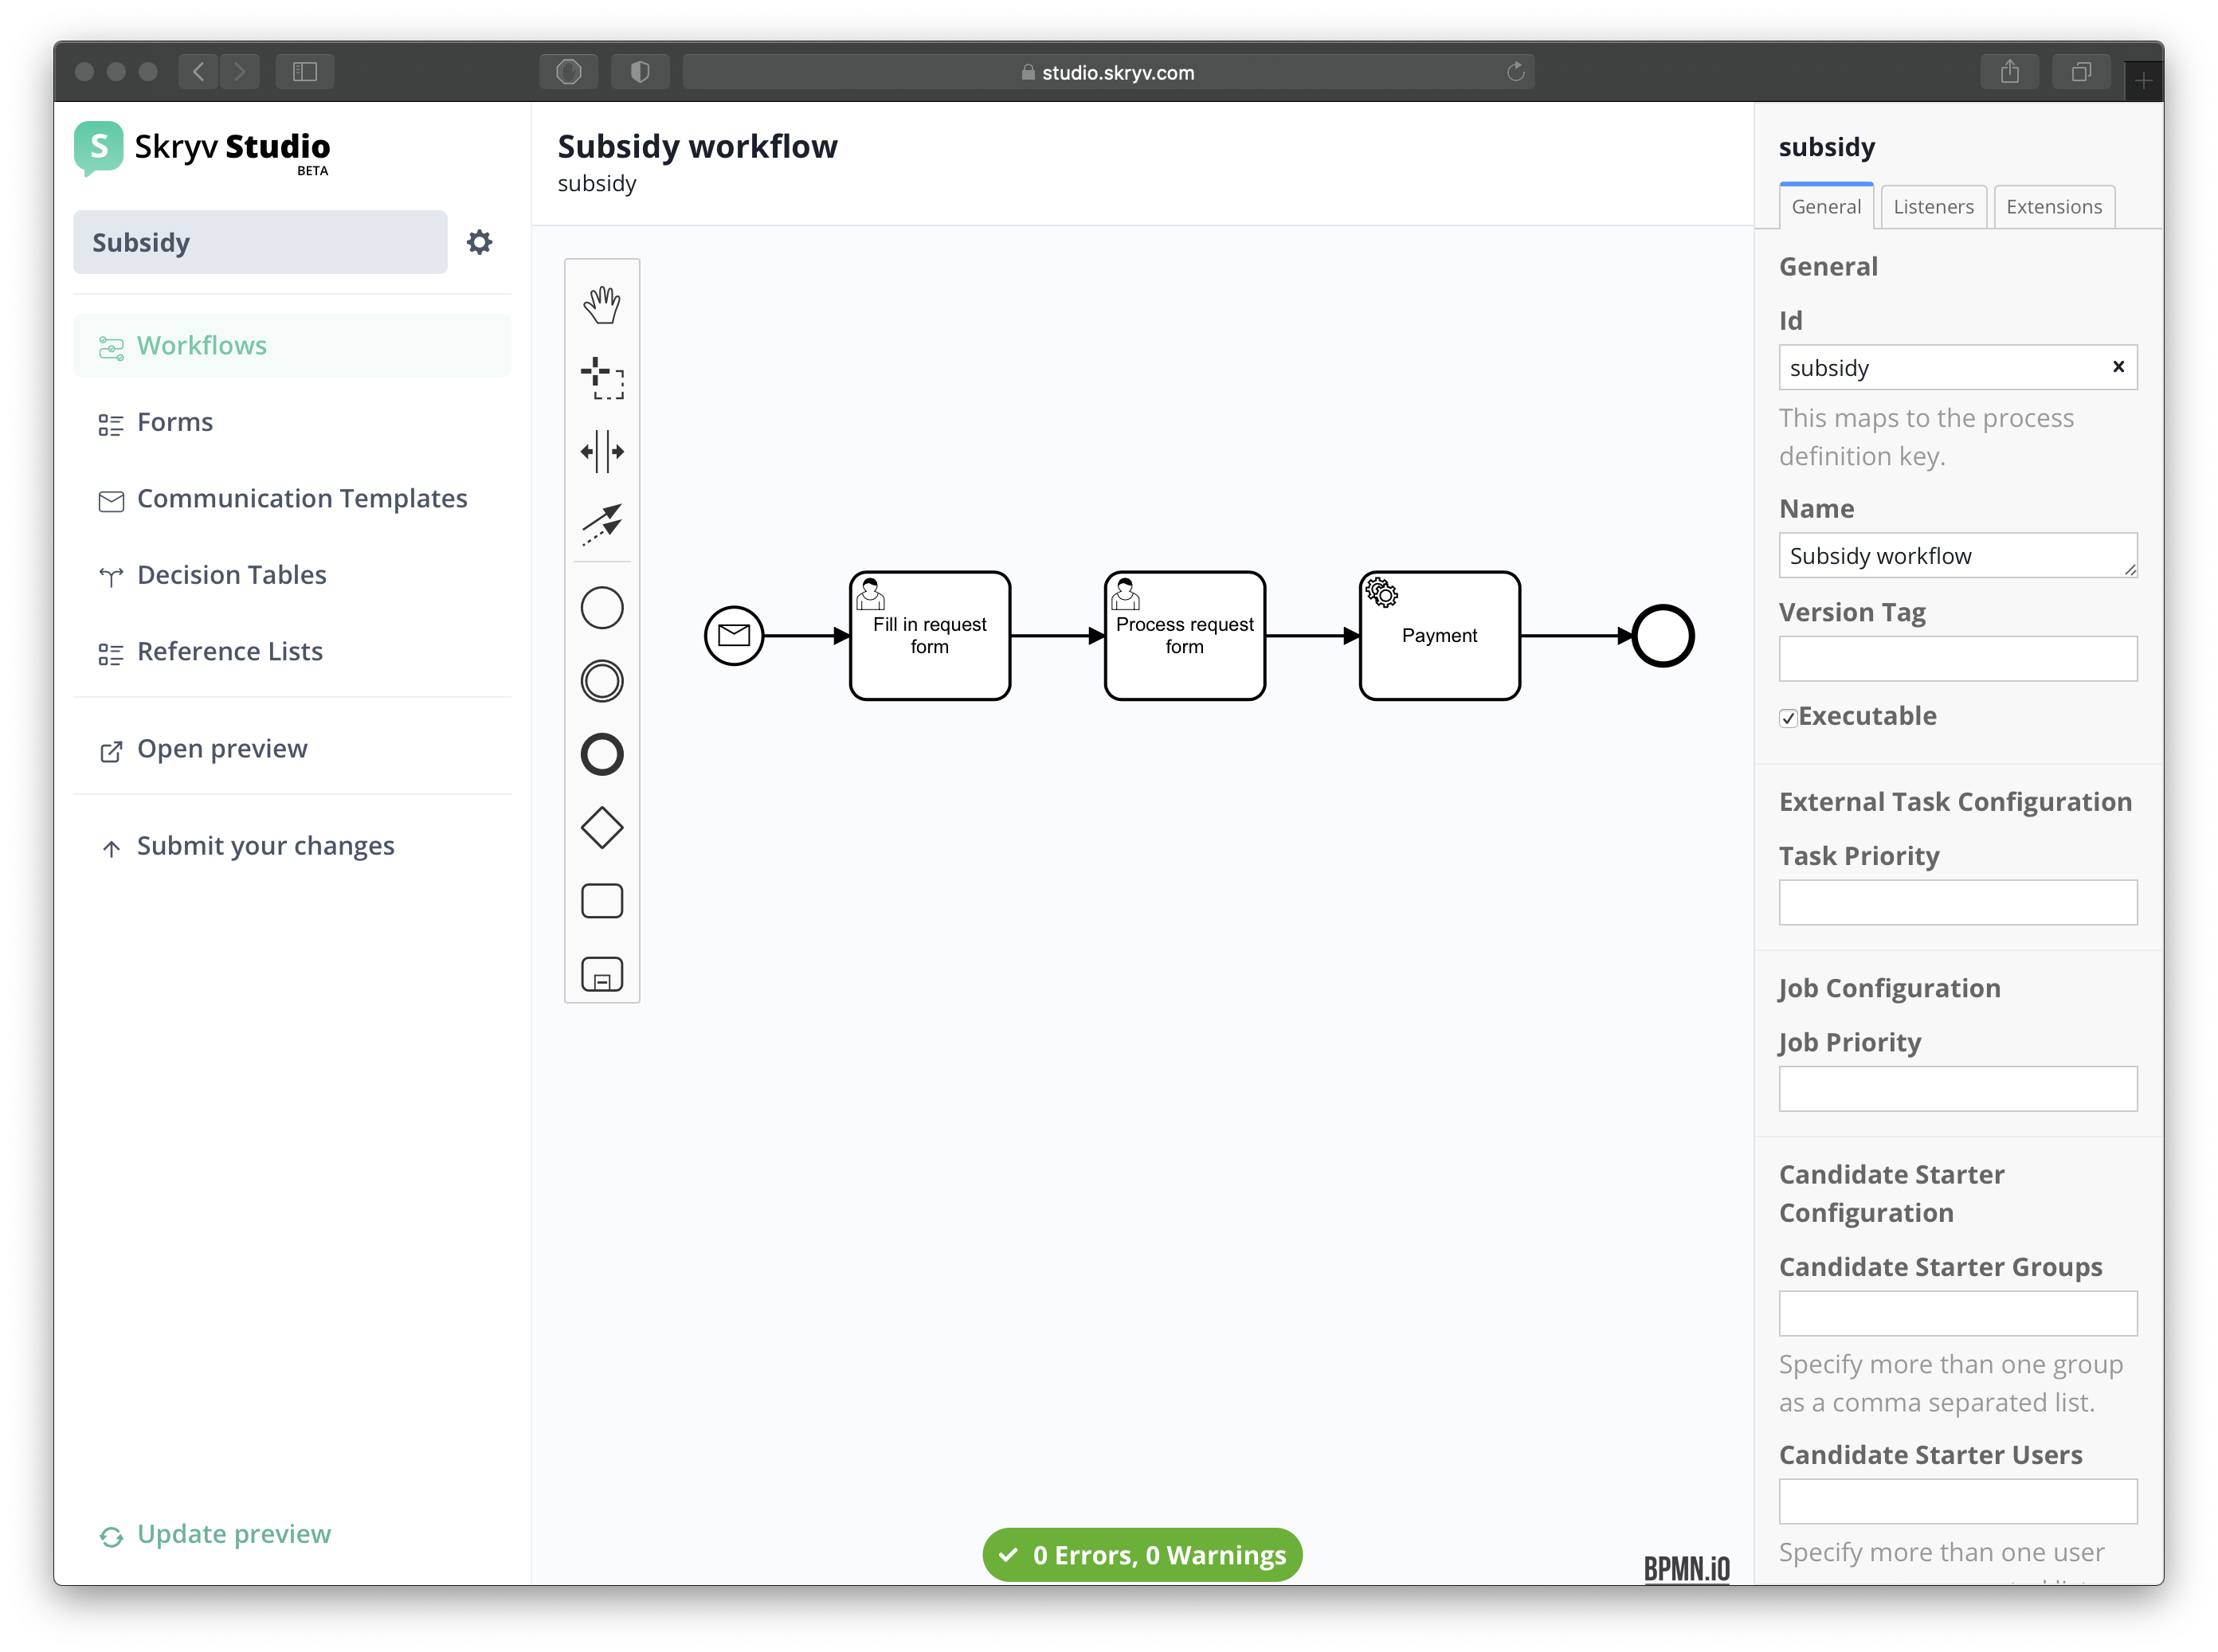 studio.skryv.com
S
Skryv Studio
BETA
Subsidy
Workflows
Forms
Communication Templates
Decision Tables
Reference Lists
Open preview
Submit your changes
Update preview
Subsidy workflow
subsidy
Fill in request
form
Process request
form
Payment
0 Errors, 0 Warnings
BPMN.iO
subsidy
General
Listeners
Extensions
General
Id
subsidy
This maps to the process
definition key.
Name
Subsidy workflow
Version Tag
Executable
External Task Configuration
Task Priority
Job Configuration
Job Priority
Candidate Starter
Configuration
Candidate Starter Groups
Specify more than one group
as a comma separated list.
Candidate Starter Users
Specify more than one user